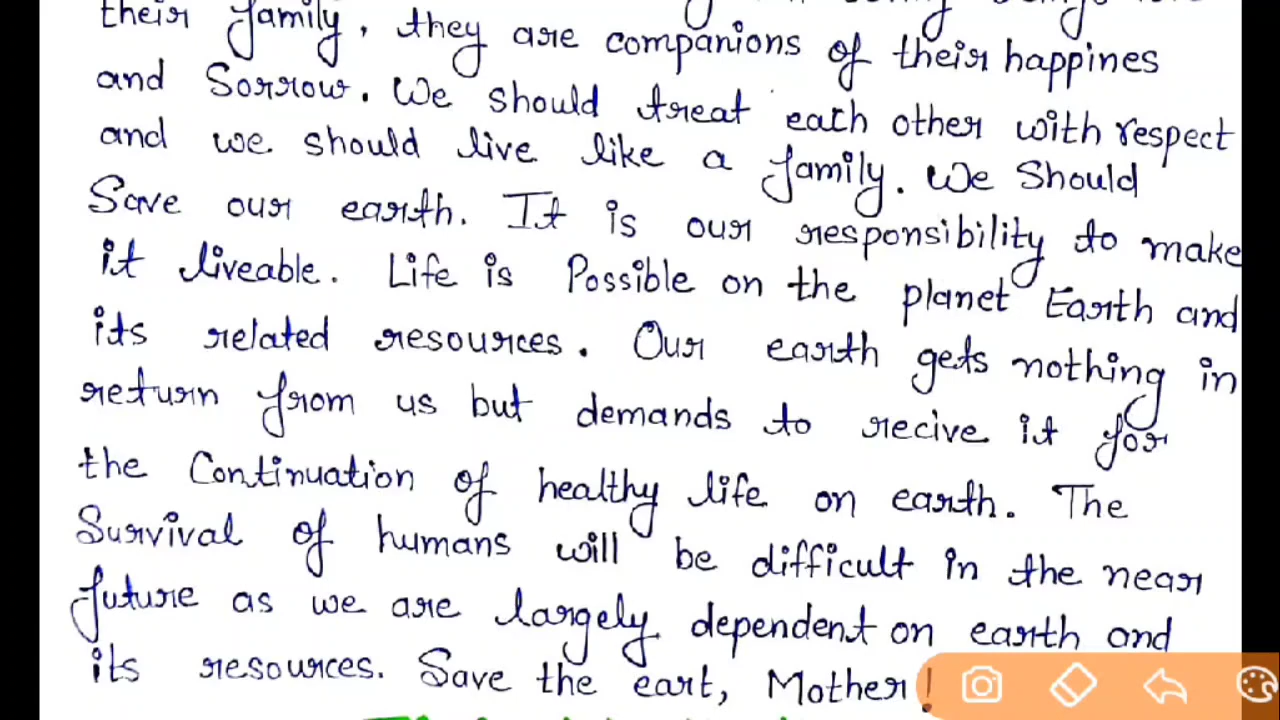 their family, they are companions of their happines
and Sorrow. We should treat each other with respect
and we should live like a family. We Should
Save our earth. It is our responsibility to make
it liveable. Life is Possible on the planet Earth and
its related resources. Our earth gets nothing in
return from us but demands to recive it for
the Continuation of healthy life on earth. The
Survival of humans will be difficult in the near
future as we are largely dependent on earth and
its resources. Save the eart, Mother!